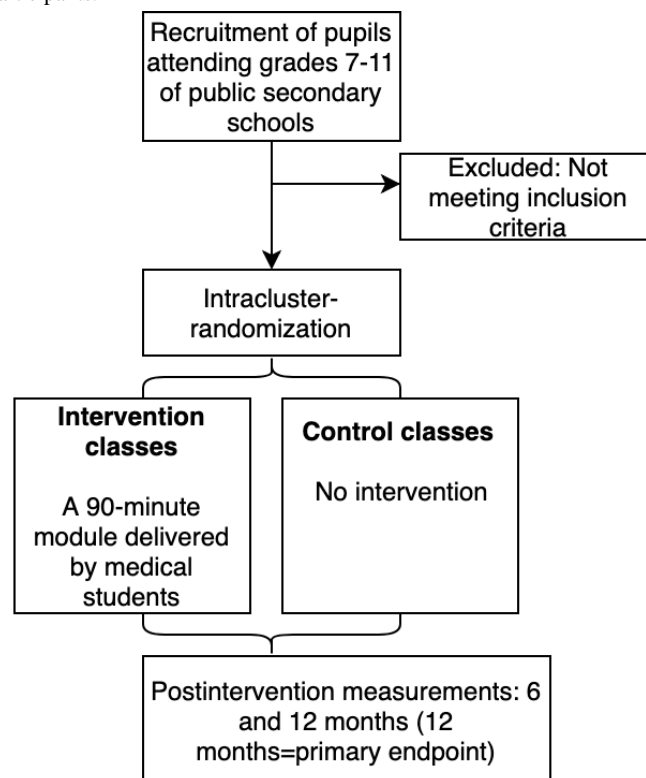 Recruitment of pupils
attending grades 7-11
of public secondary
schools
Excluded: Not
meeting inclusion
criteria
Intracluster-
randomization
Intervention
classes
A 90-minute
module delivered
by medical
students
Control classes
No intervention
Postintervention measurements: 6
and 12 months (12
months=primary endpoint)